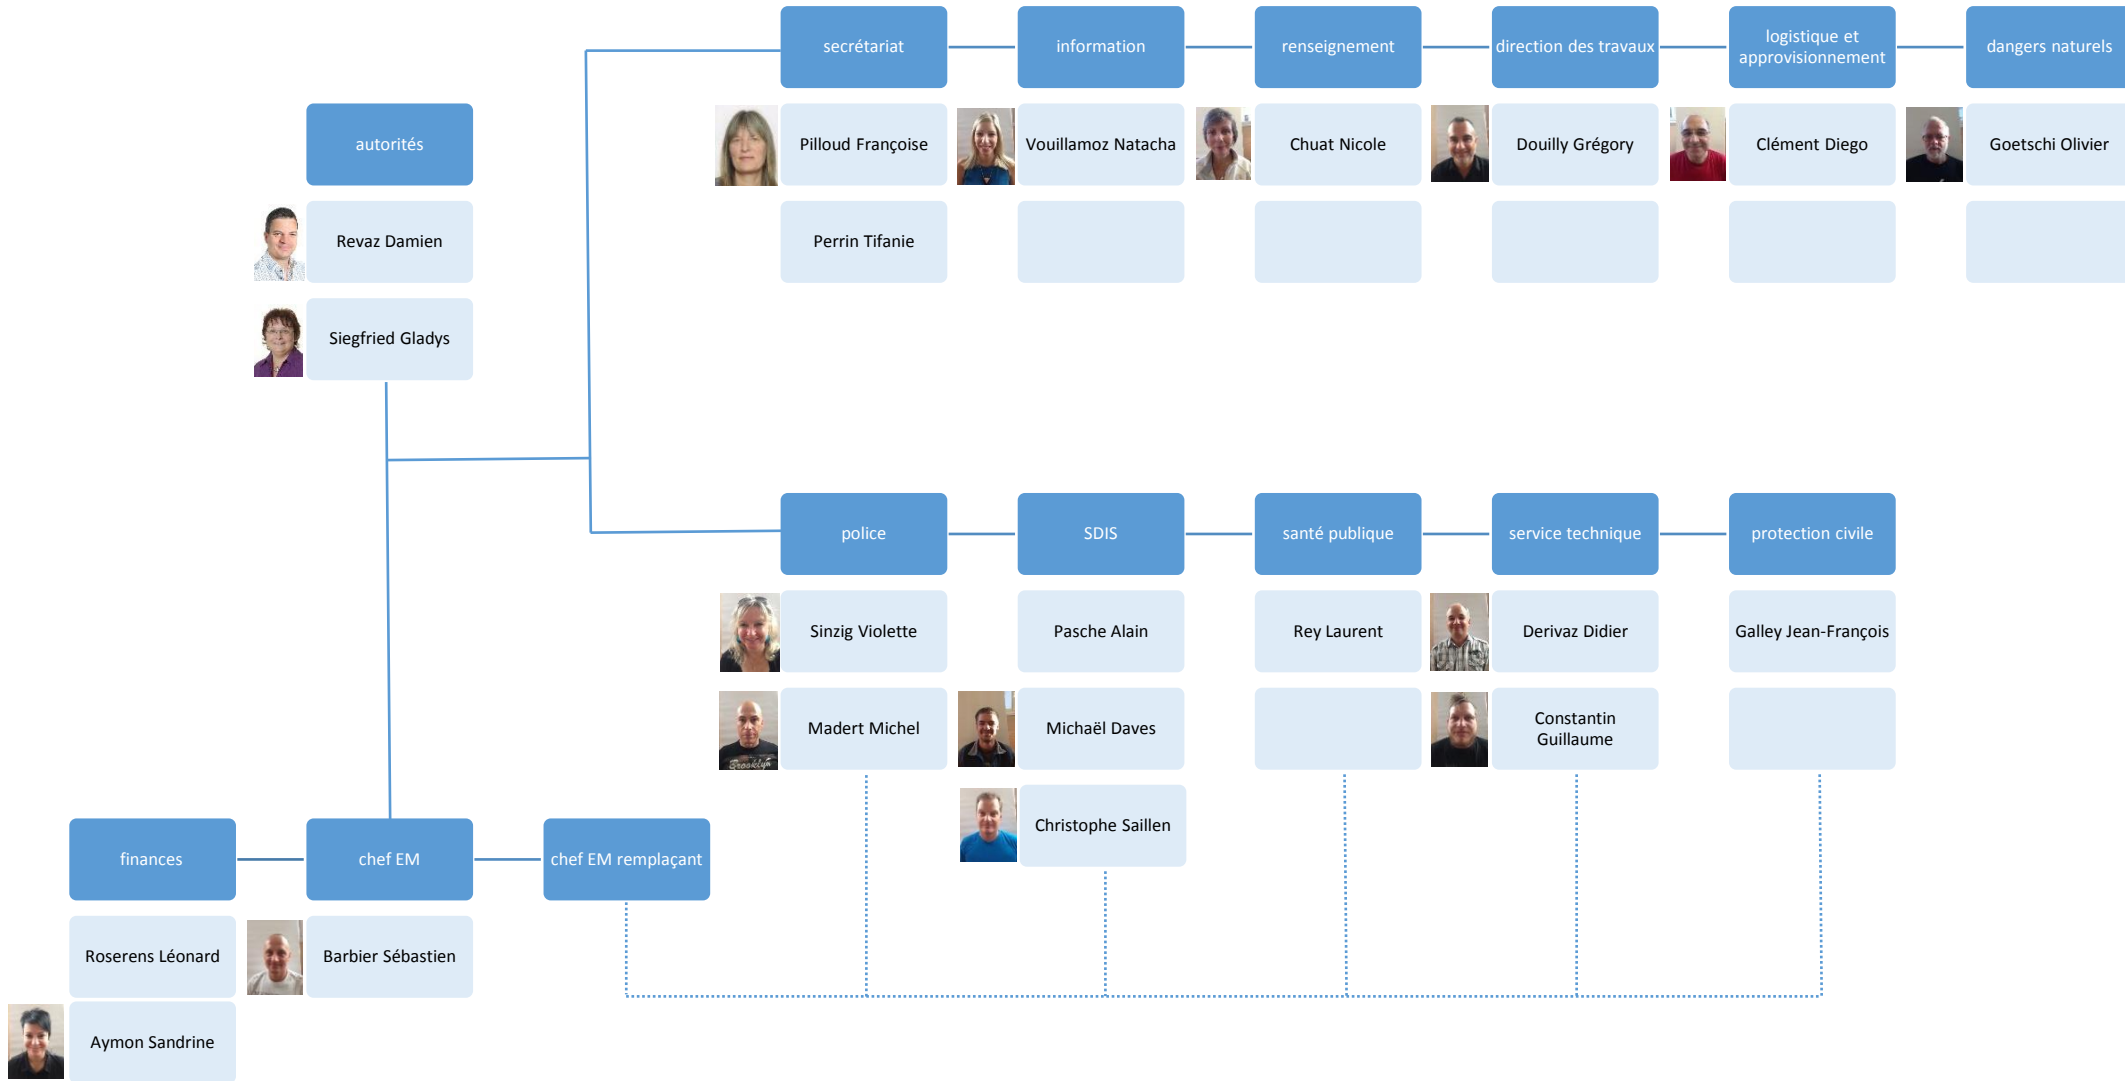 secrétariat
information
renseignement
direction des travaux
logistique et
approvisionnement
dangers naturels
autorités
Pilloud Françoise
Vouillamoz Natacha
Chuat Nicole
Douilly Grégory
Clément Diego
Goetschi Olivier
Revaz Damien
Perrin Tifanie
Siegfried Gladys
police
SDIS
santé publique
service technique
protection civile
Sinzig Violette
Pasche Alain
Rey Laurent
Derivaz Didier
Galley Jean-François
Madert Michel
Brooklyn
Michaël Daves
Constantin
Guillaume
Christophe Saillen
finances
chef EM
chef EM remplaçant
Roserens Léonard
Barbier Sébastien
Aymon Sandrine